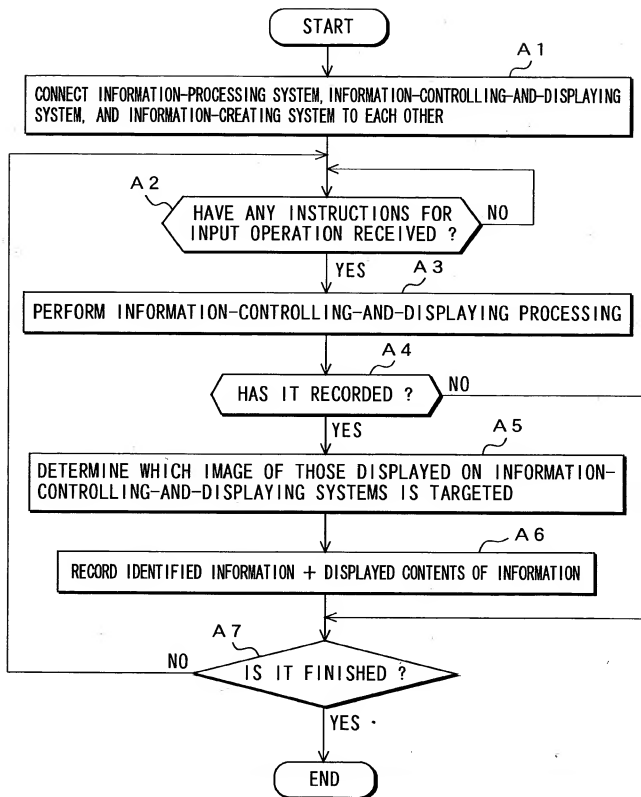 START
A1
CONNECT INFORMATION-PROCESSING SYSTEM, INFORMATION-CONTROLLING-AND-DISPLAYING
SYSTEM, AND INFORMATION-CREATING SYSTEM TO EACH OTHER
A2
HAVE ANY INSTRUCTIONS FOR
INPUT OPERATION RECEIVED ?
NO
YES
A3
PERFORM INFORMATION-CONTROLLING-AND-DISPLAYING PROCESSING
A4
HAS IT RECORDED ?
NO
YES
A5
DETERMINE WHICH IMAGE OF THOSE DISPLAYED ON INFORMATION-
CONTROLLING-AND-DISPLAYING SYSTEMS IS TARGETED
A6
RECORD IDENTIFIED INFORMATION + DISPLAYED CONTENTS OF INFORMATION
A7
NO
IS IT FINISHED ?
YES
END